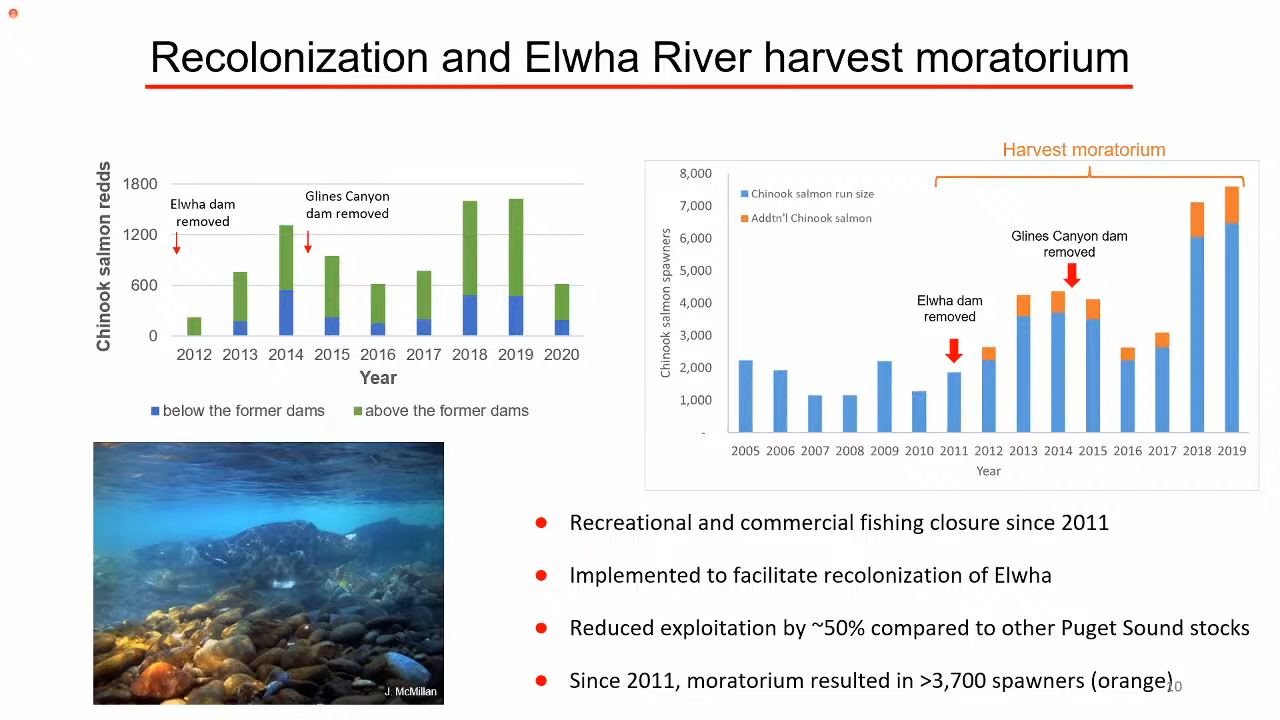 Recolonization and Elwha River harvest moratorium
Chinook salmon redds
1800
1200
600
0
Elwha dam
removed
Glines Canyon
dam removed
2012 2013 2014 2015 2016 2017 2018 2019 2020
Year
below the former dams above the former dams
Harvest moratorium
Chinook salmon spawners
8,000
7,000
6,000
5,000
4,000
3,000
2,000
1,000
-
Chinook salmon run size
Addtn'l Chinook salmon
Glines Canyon dam
removed
Elwha dam
removed
2005 2006 2007 2008 2009 2010 2011 2012 2013 2014 2015 2016 2017 2018 2019
Year
J. McMillan
● Recreational and commercial fishing closure since 2011
● Implemented to facilitate recolonization of Elwha
● Reduced exploitation by ~50% compared to other Puget Sound stocks
● Since 2011, moratorium resulted in >3,700 spawners (orange)
10